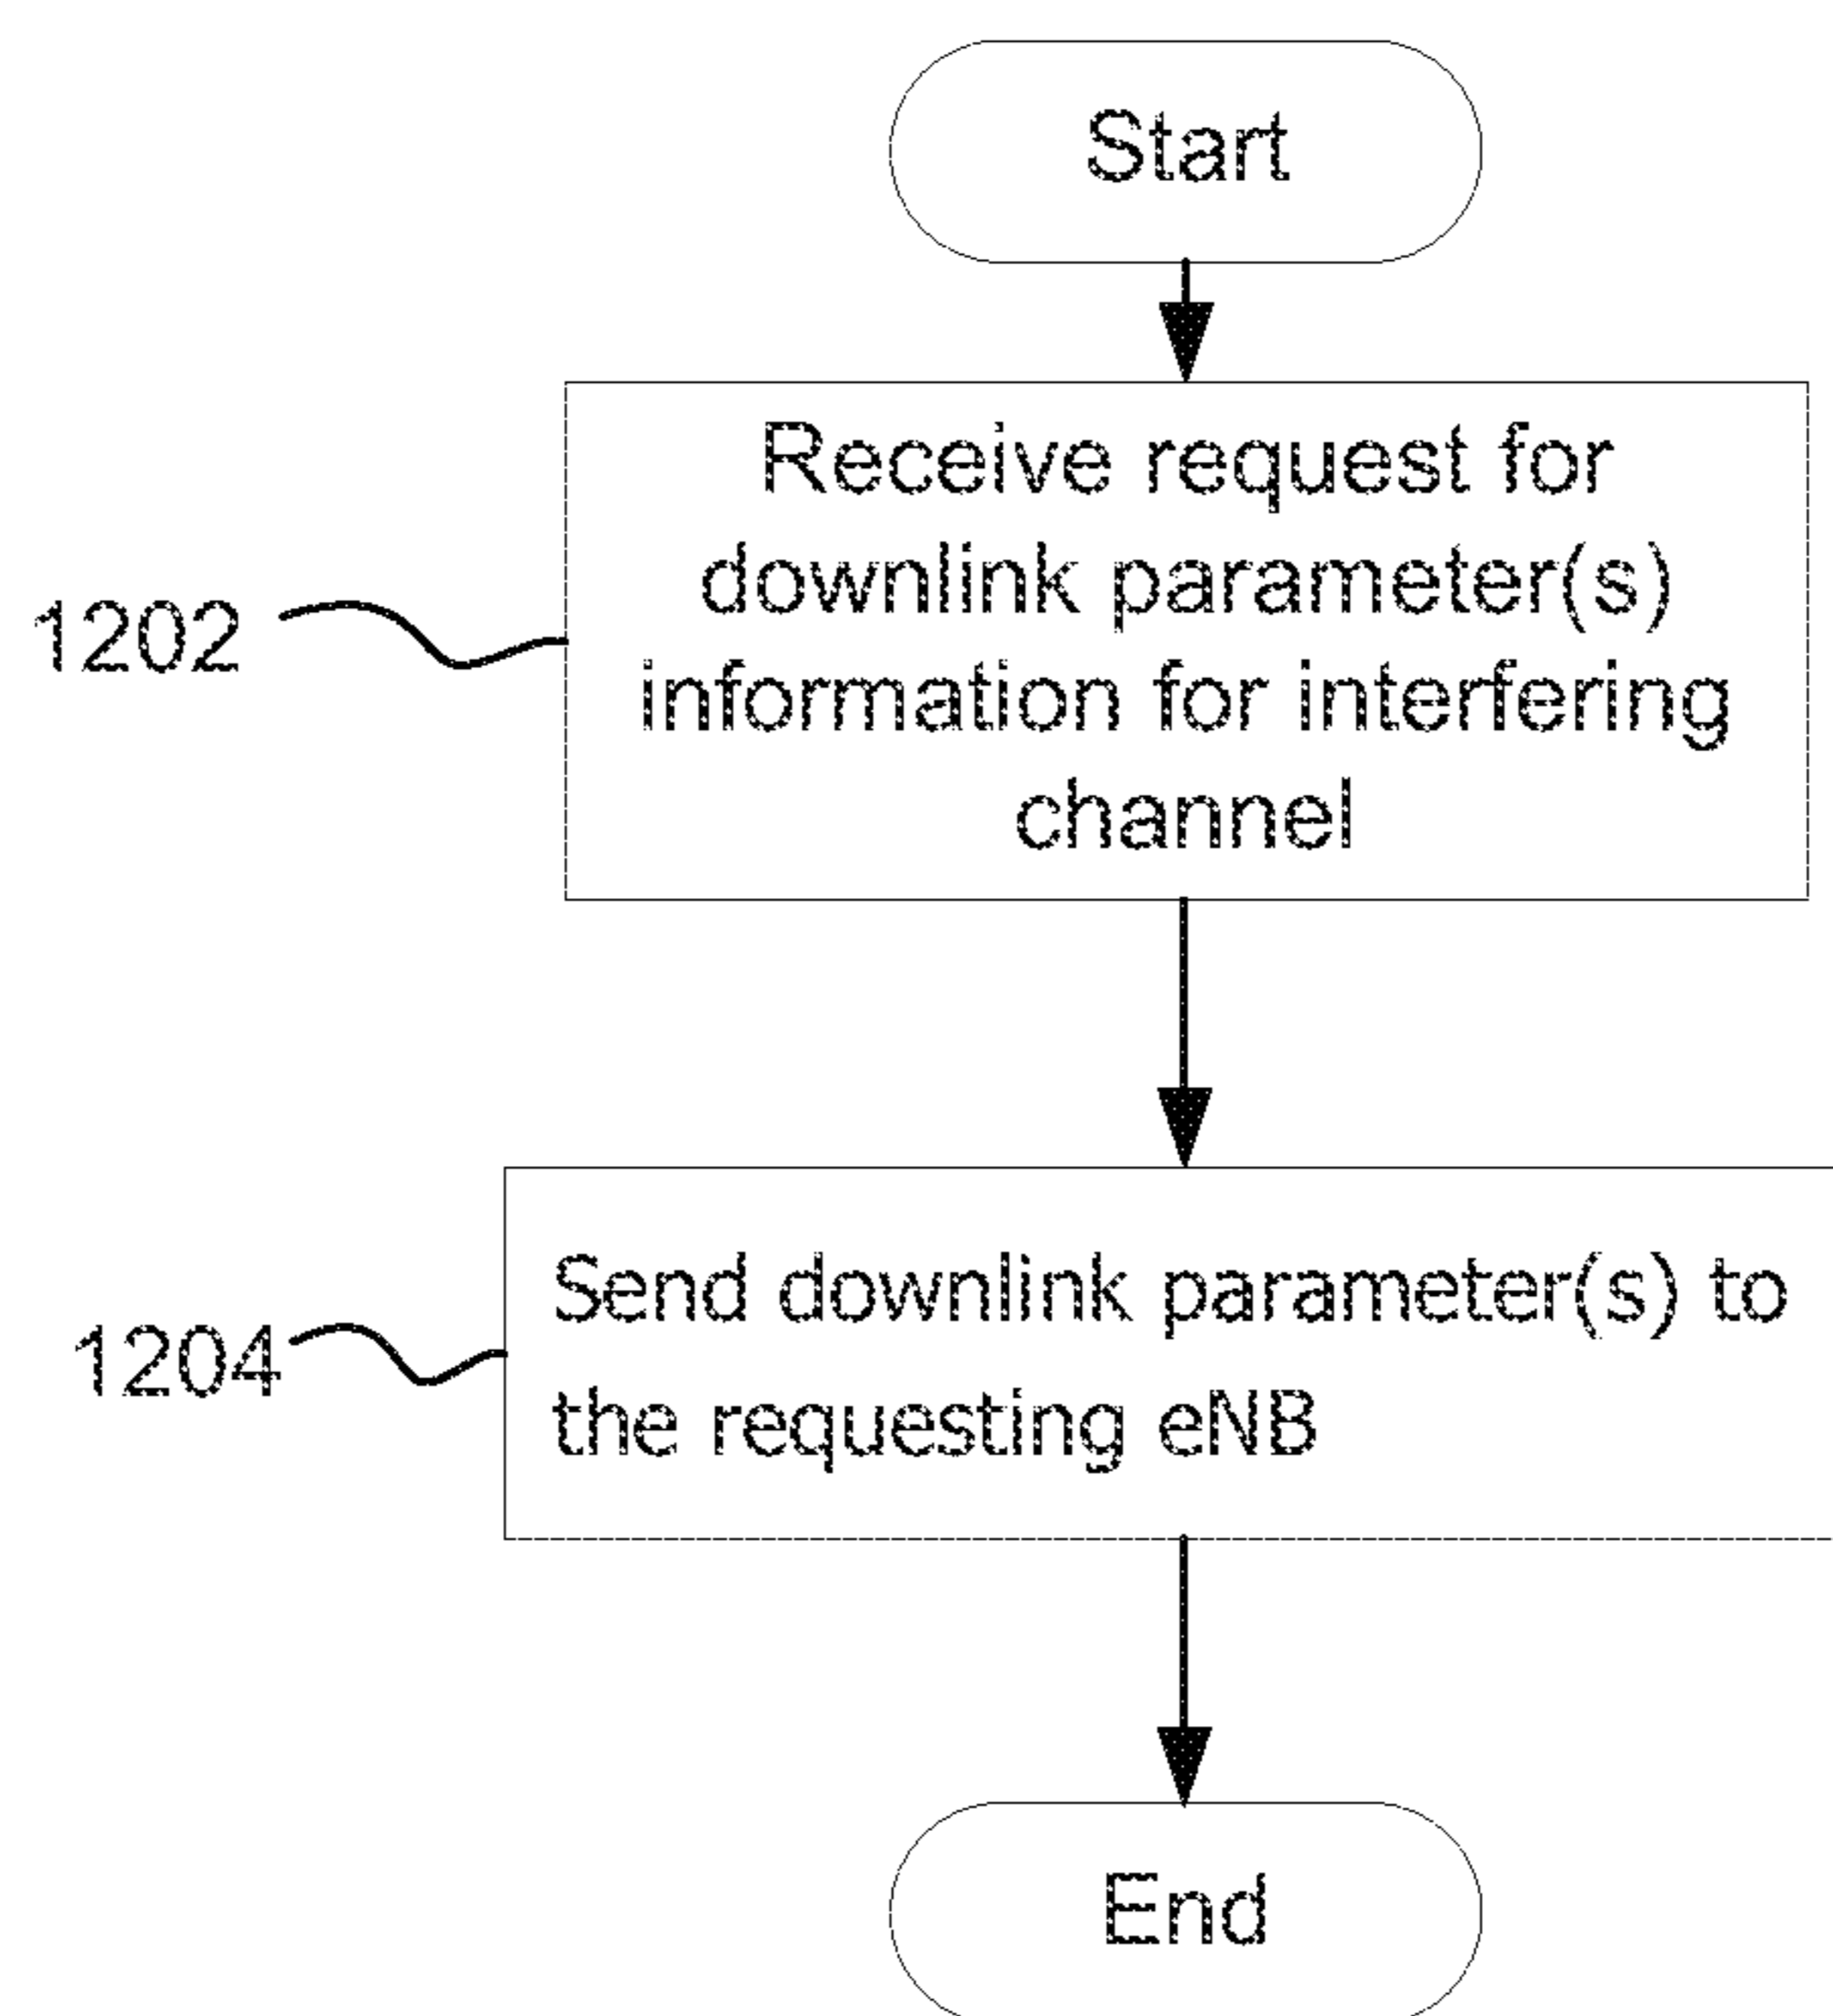 Start
Receive request for
downlink parameter(s)
information for interfering
channel
1202
Send downlink parameter(s) to
the requesting eNB
1204
End